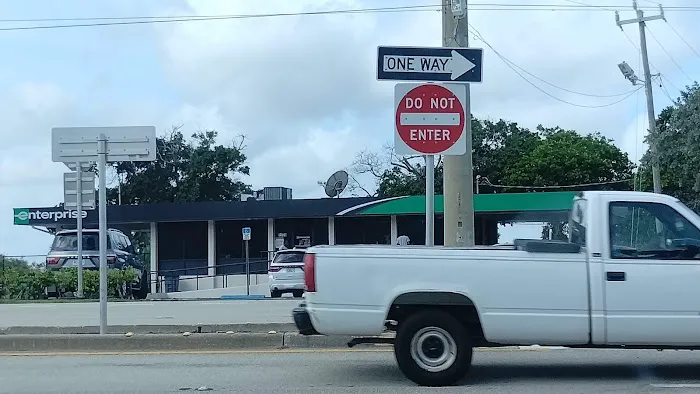 ONE WAY
DO NOT
ENTER
enterprise